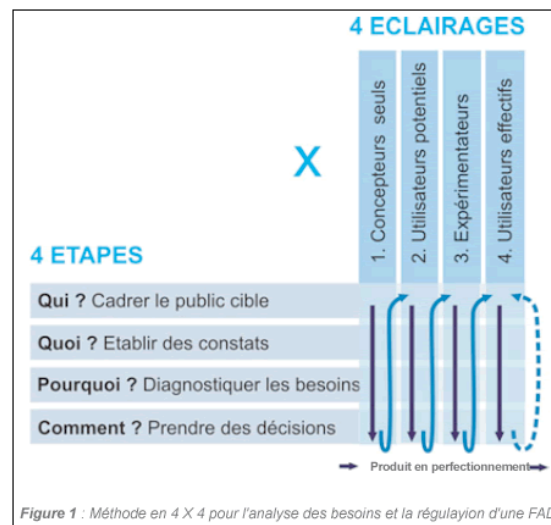 4 ECLAIRAGES
1. Concepteurs seuls
2. Utilisateurs potentiels
3. Expérimentateurs
4. Utilisateurs effectifs
X
4 ETAPES
Qui ? Cadrer le public cible
Quoi ? Etablir des constats
Pourquoi ? Diagnostiquer les besoins
Comment ? Prendre des décisions
Produit en perfectionnement
Figure 1 : Méthode en 4 X 4 pour l'analyse des besoins et la régulayion d'une FAD